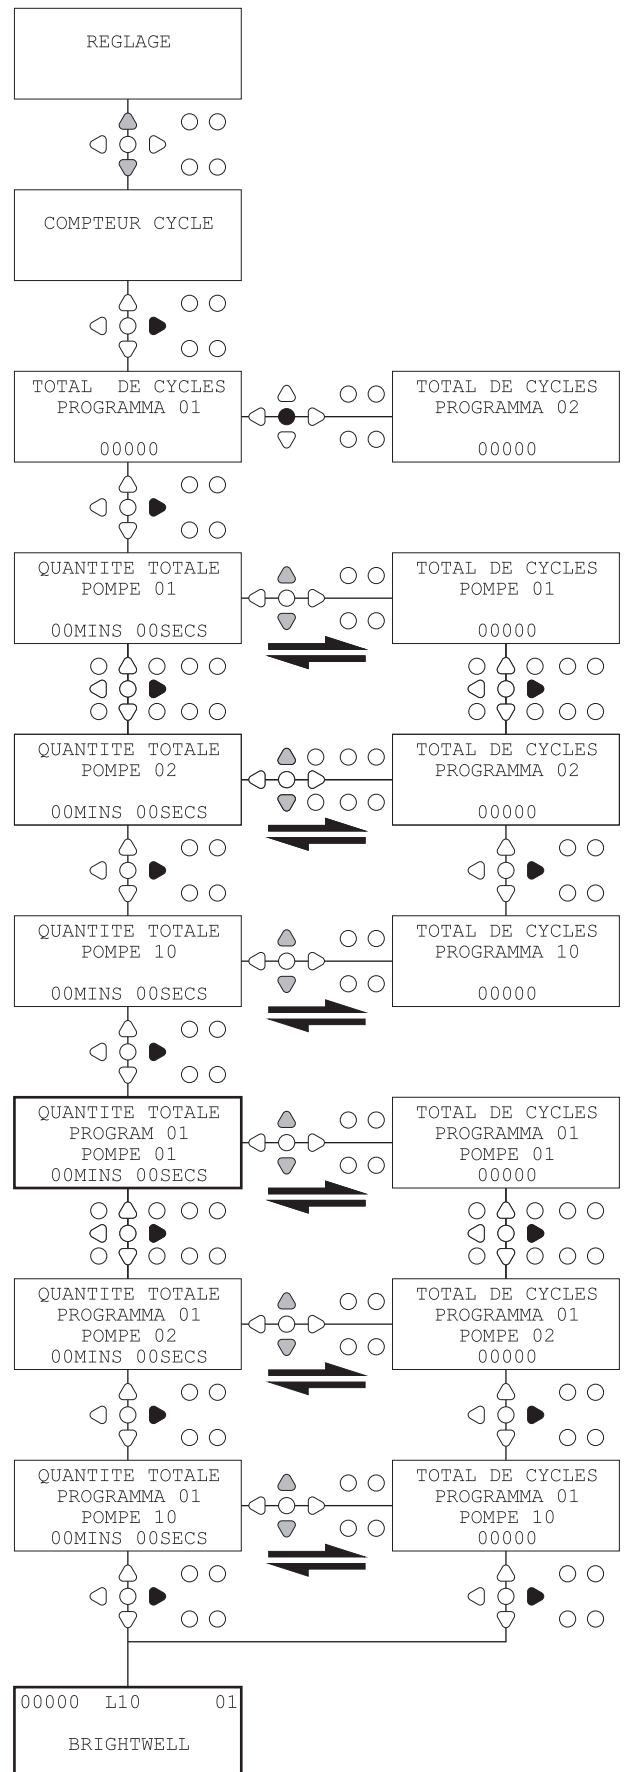 REGLAGE
COMPTEUR CYCLE
TOTAL  DE CYCLES
PROGRAMMA 01
00000
TOTAL DE CYCLES
PROGRAMMA 02
00000
QUANTITE TOTALE
POMPE 01
00MINS 00SECS
TOTAL DE CYCLES
POMPE 01
00000
QUANTITE TOTALE
POMPE 02
00MINS 00SECS
TOTAL DE CYCLES
PROGRAMMA 02
00000
QUANTITE TOTALE
POMPE 10
00MINS 00SECS
TOTAL DE CYCLES
PROGRAMMA 10
00000
QUANTITE TOTALE
PROGRAM 01
POMPE 01
00MINS 00SECS
TOTAL DE CYCLES
PROGRAMMA 01
POMPE 01
00000
QUANTITE TOTALE
PROGRAMMA 01
POMPE 02
00MINS 00SECS
TOTAL DE CYCLES
PROGRAMMA 01
POMPE 02
00000
QUANTITE TOTALE
PROGRAMMA 01
POMPE 10
00MINS 00SECS
TOTAL DE CYCLES
PROGRAMMA 01
POMPE 10
00000
00000 L10 01
BRIGHTWELL